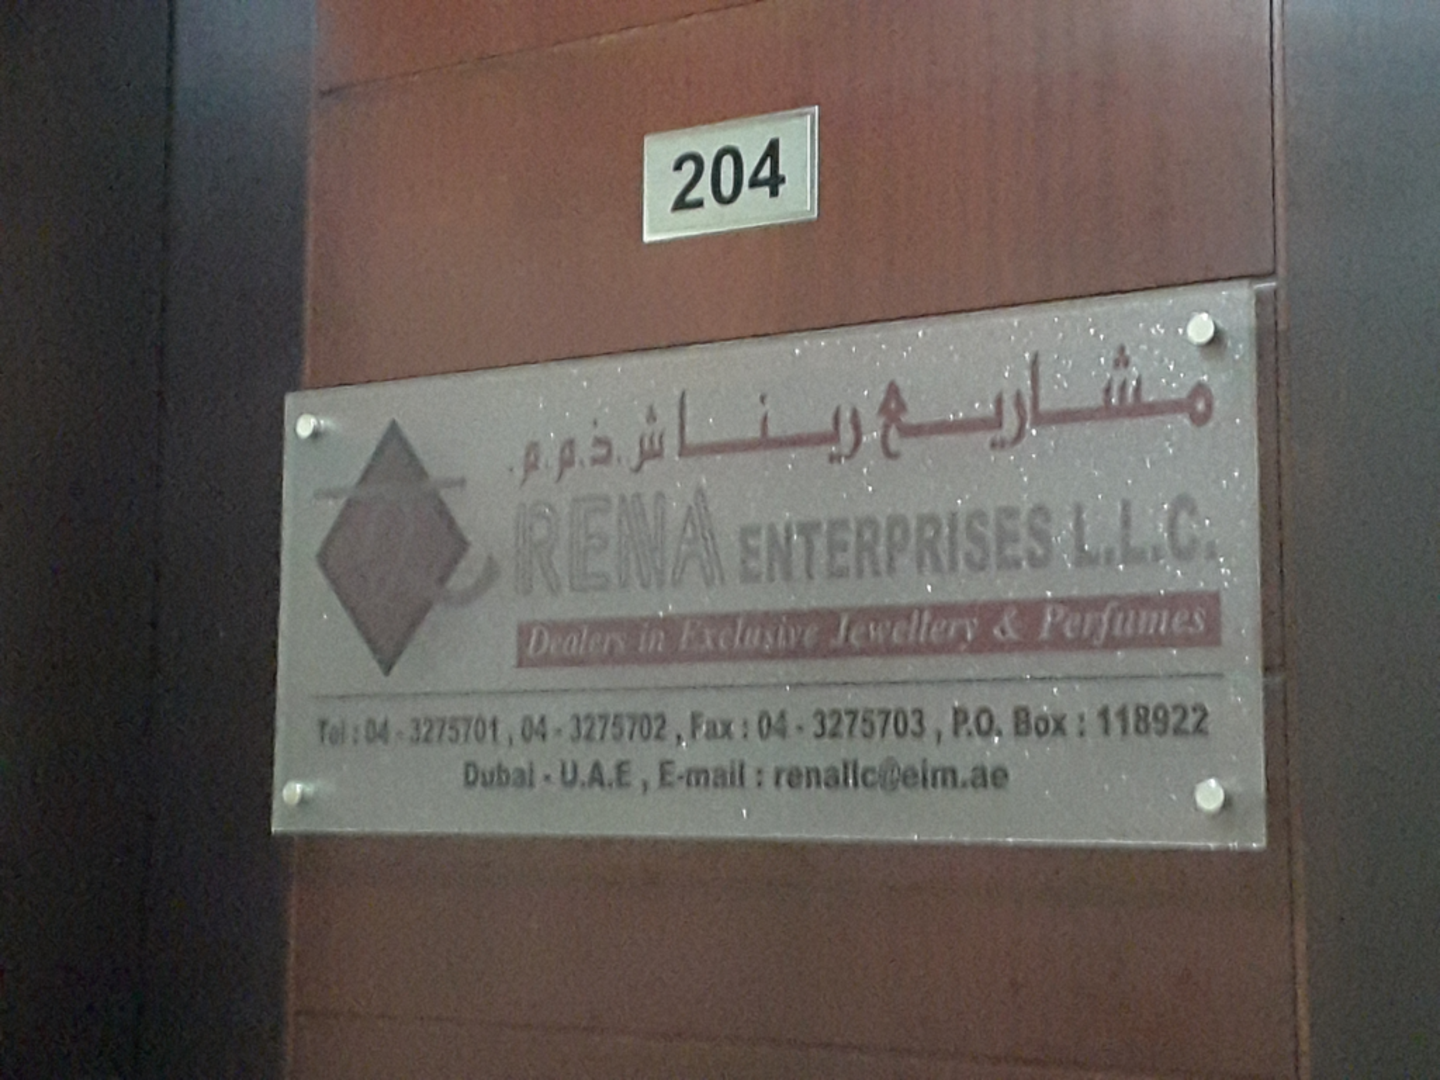 204
مشاريع رينا ش.ذ.م.م.
RENA ENTERPRISES L.L.C.
Dealers in Exclusive Jewellery & Perfumes
Tel : 04 - 3275701 , 04 - 3275702 , Fax : 04 - 3275703 , P.O. Box : 118922
Dubai - U.A.E , E-mail : renallc@eim.ae